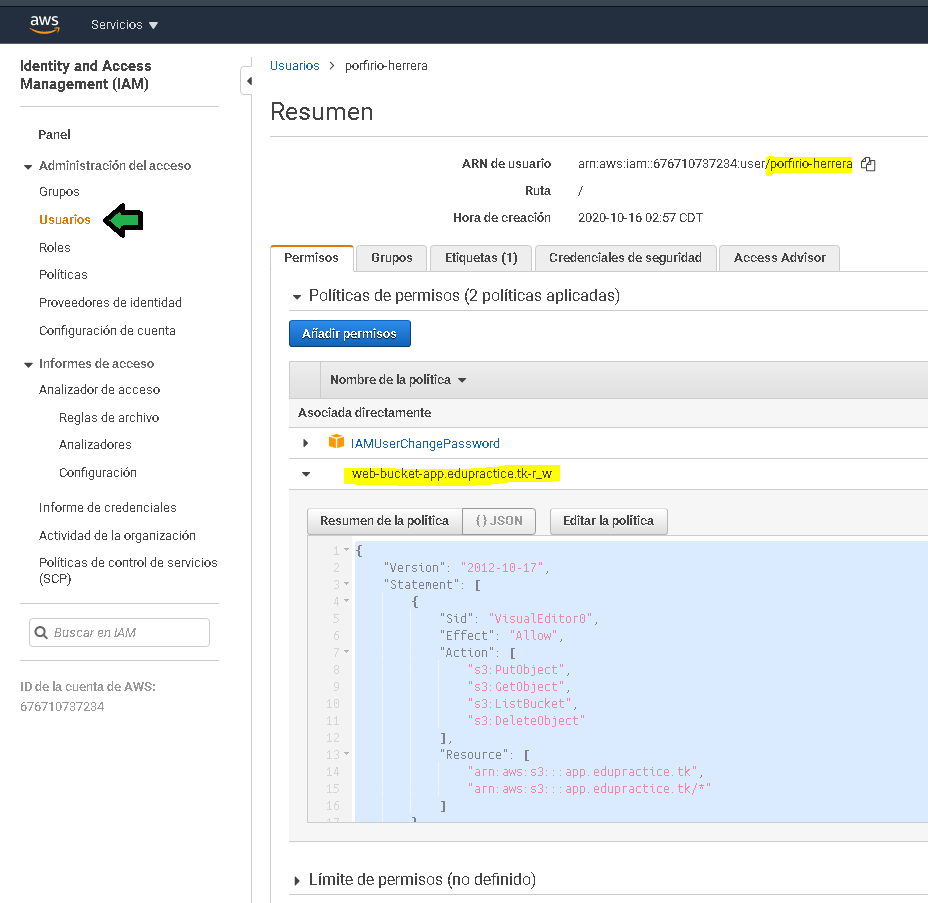 aws Servicios
Identity and Access
Management (IAM)
Panel
Administración del acceso
Grupos
Usuarios
Roles
Políticas
Proveedores de identidad
Configuración de cuenta
Informes de acceso
Analizador de acceso
Reglas de archivo
Analizadores
Configuración
Informe de credenciales
Actividad de la organización
Políticas de control de servicios
(SCP)
Buscar en IAM
ID de la cuenta de AWS:
676710737234
Usuarios > porfirio-herrera
Resumen
ARN de usuario arn:aws:iam::676710737234:user/porfirio-herrera
Ruta /
Hora de creación 2020-10-16 02:57 CDT
Permisos Grupos Etiquetas (1) Credenciales de seguridad Access Advisor
Políticas de permisos (2 políticas aplicadas)
Añadir permisos
Nombre de la política
Asociada directamente
IAMUserChangePassword
web-bucket-app.edupractice.tk-r_w
Resumen de la política {} JSON Editar la política
1 {
2 "Version": "2012-10-17",
3 "Statement": [
4 {
5 "Sid": "VisualEditor0",
6 "Effect": "Allow",
7 "Action": [
8 "s3:PutObject",
9 "s3:GetObject",
10 "s3:ListBucket",
11 "s3:DeleteObject"
12 ],
13 "Resource": [
14 "arn:aws:s3:::app.edupractice.tk",
15 "arn:aws:s3:::app.edupractice.tk/*"
16 ]
17 }
Límite de permisos (no definido)